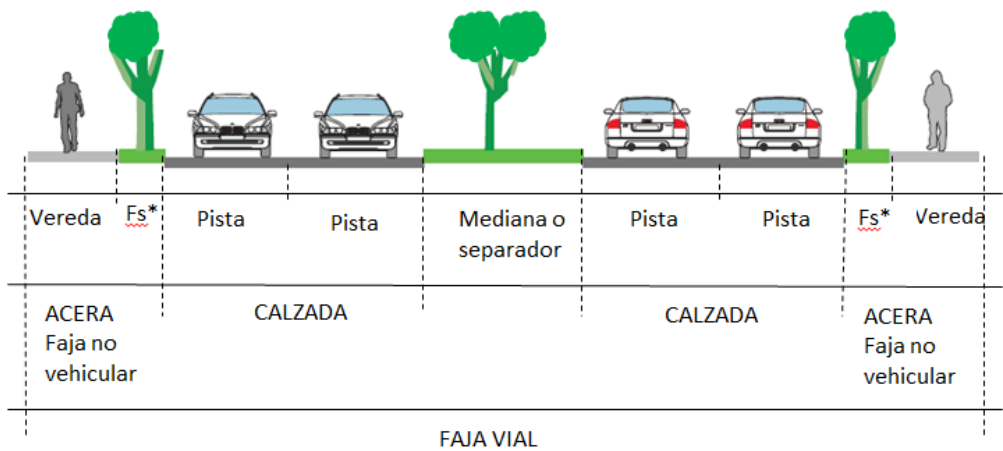 Vereda
Fs*
Pista
Pista
Mediana o
separador
Pista
Pista
Fs*
Vereda
ACERA
Faja no
vehicular
CALZADA
CALZADA
ACERA
Faja no
vehicular
FAJA VIAL